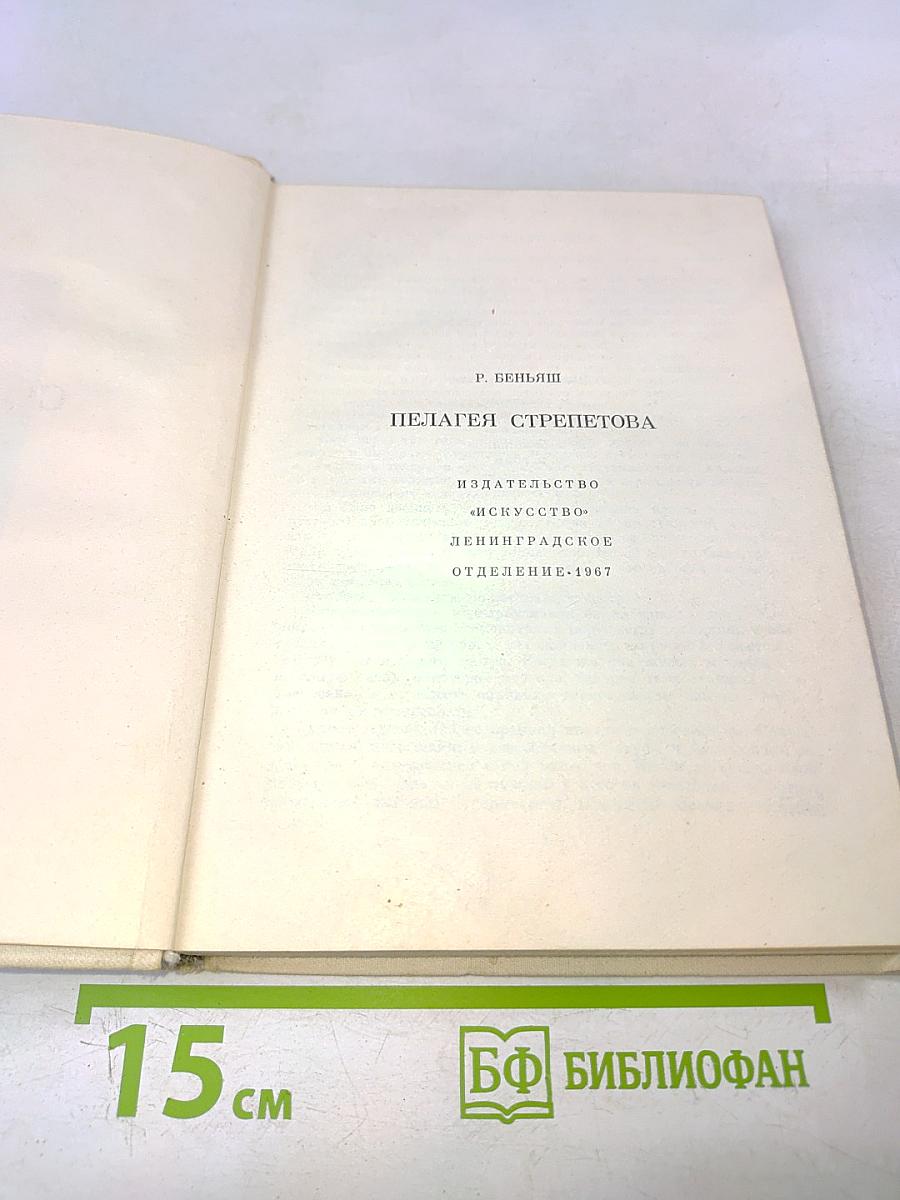 Р. БЕНЬЯШ
ПЕЛАГЕЯ СТРЕПЕТОВА
ИЗДАТЕЛЬСТВО
«ИСКУССТВО»
ЛЕНИНГРАДСКОЕ
ОТДЕЛЕНИЕ·1967
15 см
БФ БИБЛИОФАН